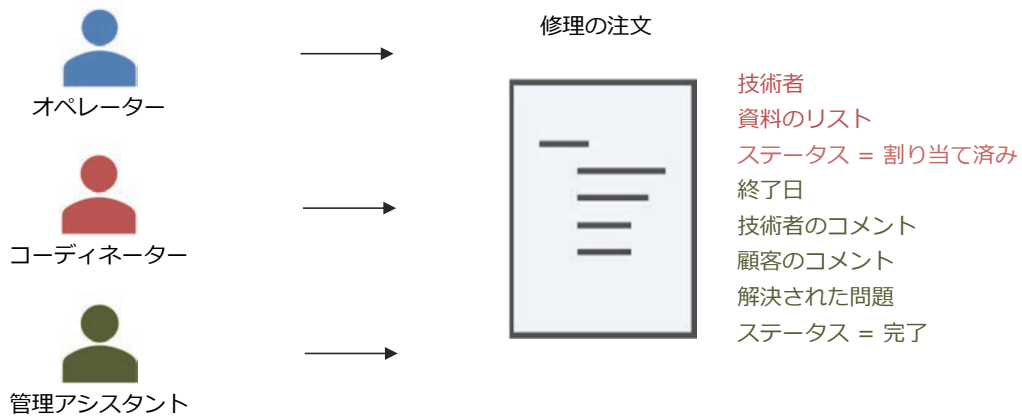 修理の注文
オペレーター
コーディネーター
管理アシスタント
技術者
資料のリスト
ステータス = 割り当て済み
終了日
技術者のコメント
顧客のコメント
解決された問題
ステータス = 完了